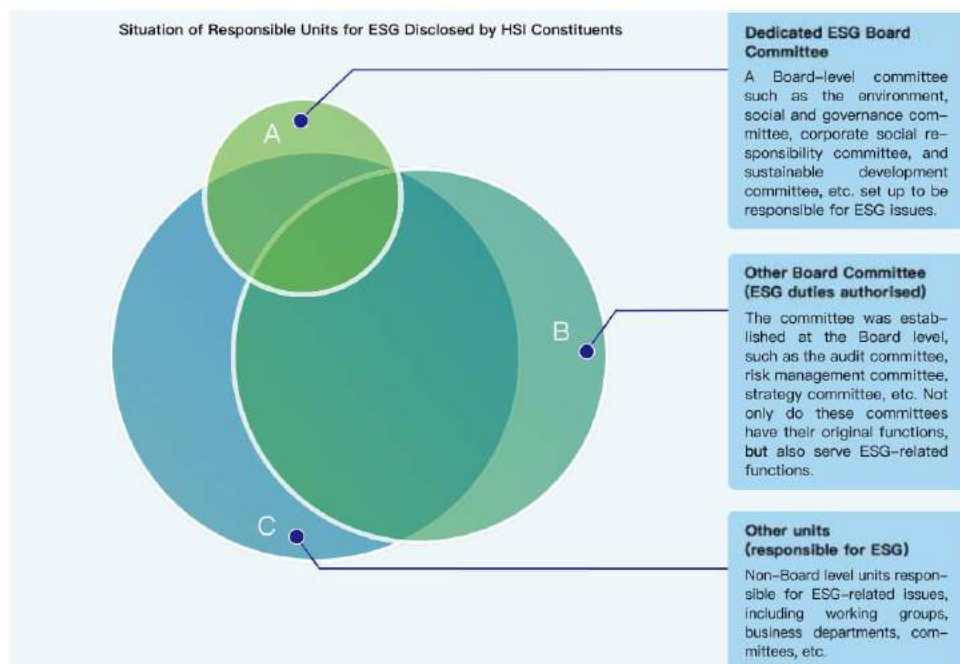 Situation of Responsible Units for ESG Disclosed by HSI Constituents
A
B
C
Dedicated ESG Board
Committee
A Board-level committee
such as the environment,
social and governance com-
mittee, corporate social re-
sponsibility committee, and
sustainable development
committee, etc. set up to be
responsible for ESG issues.
Other Board Committee
(ESG duties authorised)
The committee was estab-
lished at the Board level,
such as the audit committee,
risk management committee,
strategy committee, etc. Not
only do these committees
have their original functions,
but also serve ESG-related
functions.
Other units
(responsible for ESG)
Non-Board level units respon-
sible for ESG-related issues,
including working groups,
business departments, com-
mittees, etc.